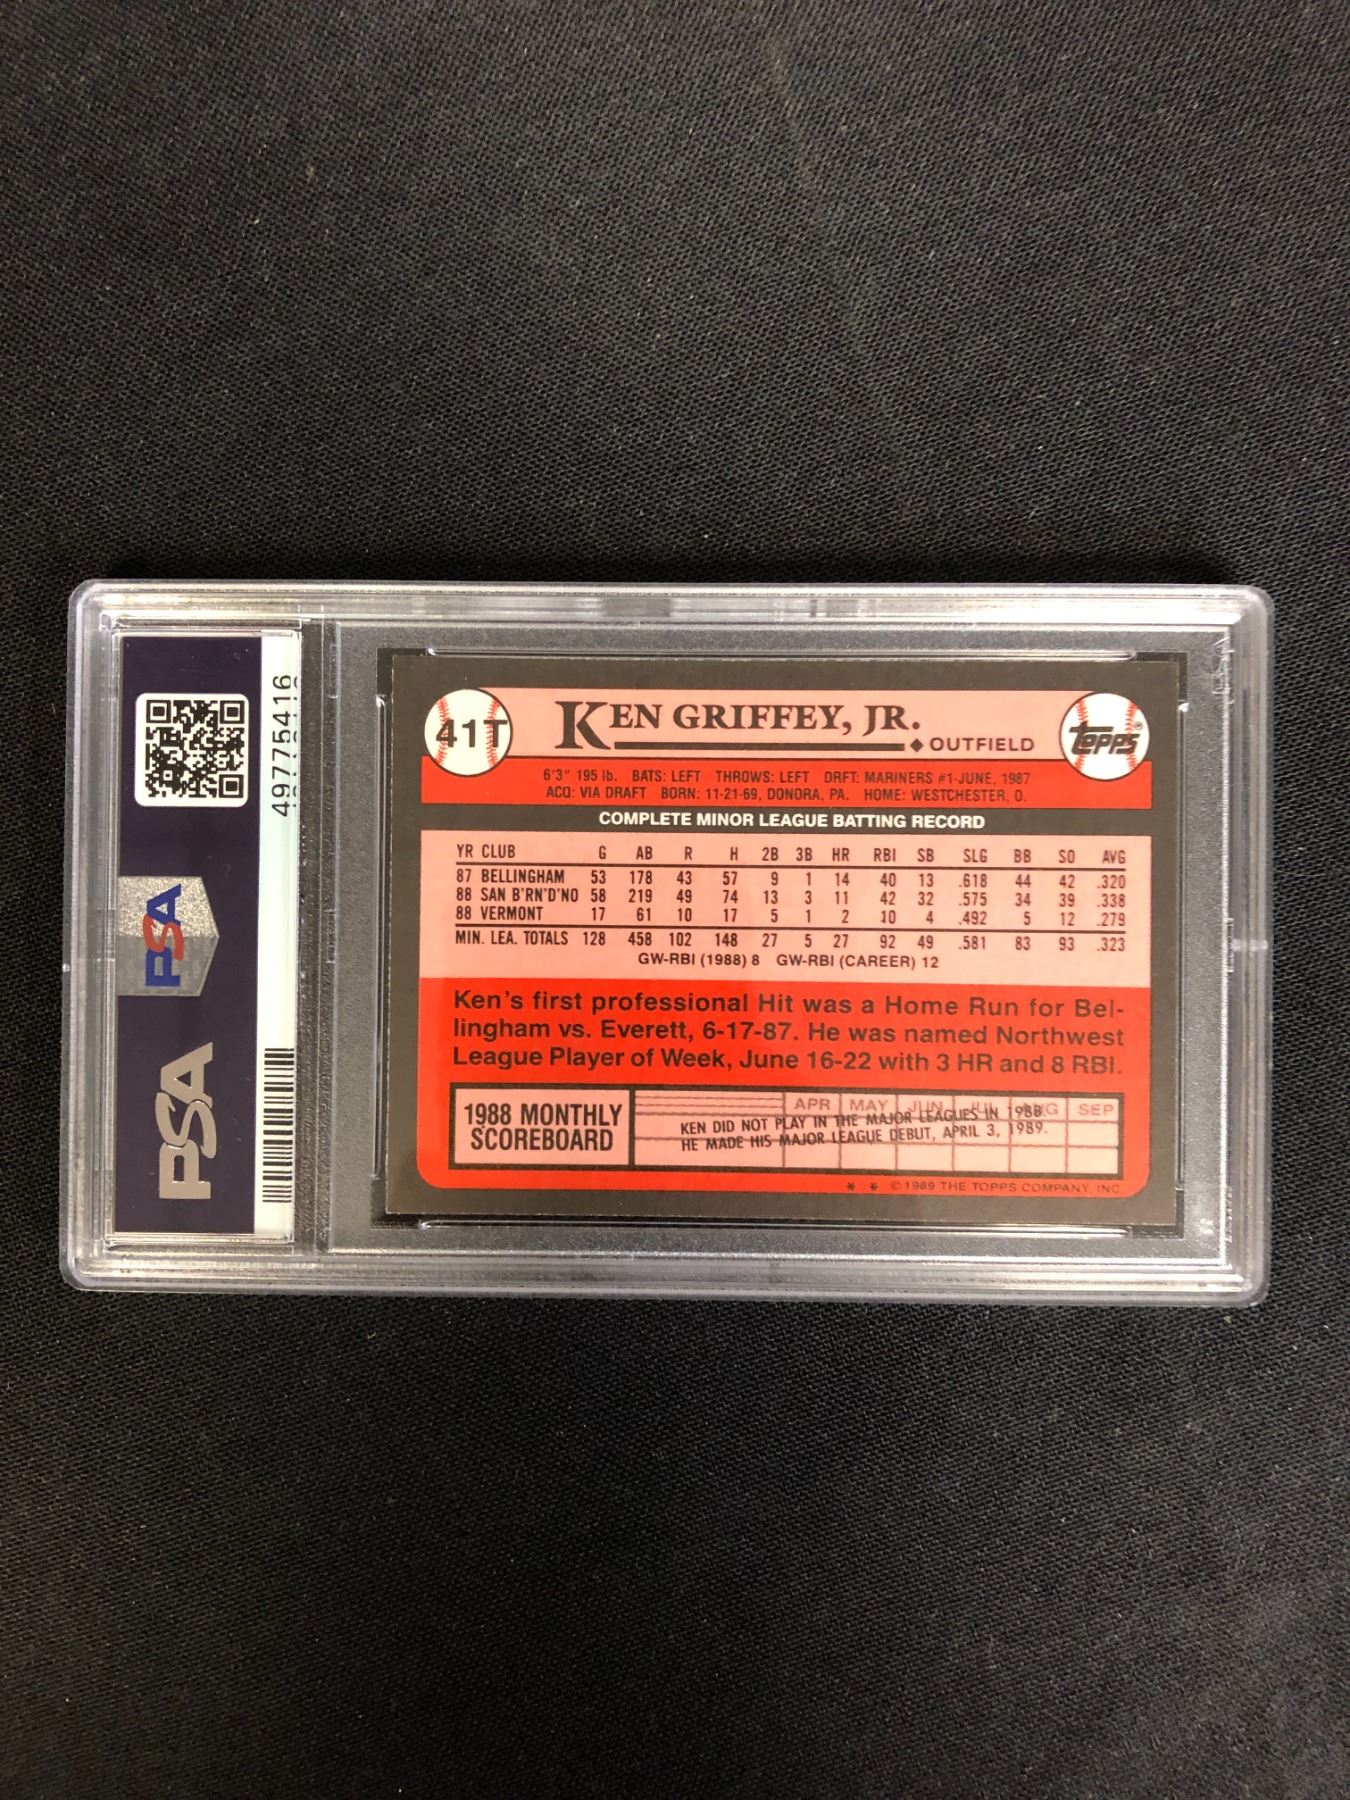 49775416
PSA
PSA
41T
KEN GRIFFEY, JR.
OUTFIELD
TOPPS®
6'3" 195 lb. BATS: LEFT THROWS: LEFT DRFT: MARINERS #1-JUNE, 1987
ACQ: VIA DRAFT BORN: 11-21-69, DONORA, PA. HOME: WESTCHESTER, O.
COMPLETE MINOR LEAGUE BATTING RECORD
YR CLUB G AB R H 2B 3B HR RBI SB SLG BB SO AVG
87 BELLINGHAM 53 178 43 57 9 1 14 40 13 .618 44 42 .320
88 SAN B'RN'D'NO 58 219 49 74 13 3 11 42 32 .575 34 39 .338
88 VERMONT 17 61 10 17 5 1 2 10 4 .492 5 12 .279
MIN. LEA. TOTALS 128 458 102 148 27 5 27 92 49 .581 83 93 .323
GW-RBI (1988) 8 GW-RBI (CAREER) 12
Ken's first professional Hit was a Home Run for Bel-
lingham vs. Everett, 6-17-87. He was named Northwest
League Player of Week, June 16-22 with 3 HR and 8 RBI.
1988 MONTHLY
SCOREBOARD
APR MAY JUN JUL AUG SEP
KEN DID NOT PLAY IN THE MAJOR LEAGUES IN 1988.
HE MADE HIS MAJOR LEAGUE DEBUT, APRIL 3, 1989.
* * ©1989 THE TOPPS COMPANY, INC.